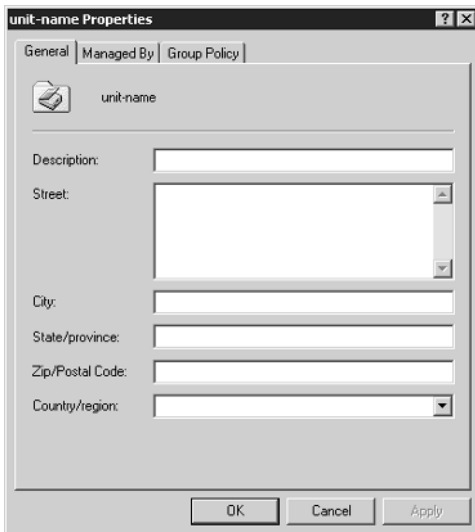 unit-name Properties
General Managed By Group Policy
unit-name
Description:
Street:
City:
State/province:
Zip/Postal Code:
Country/region:
OK Cancel Apply